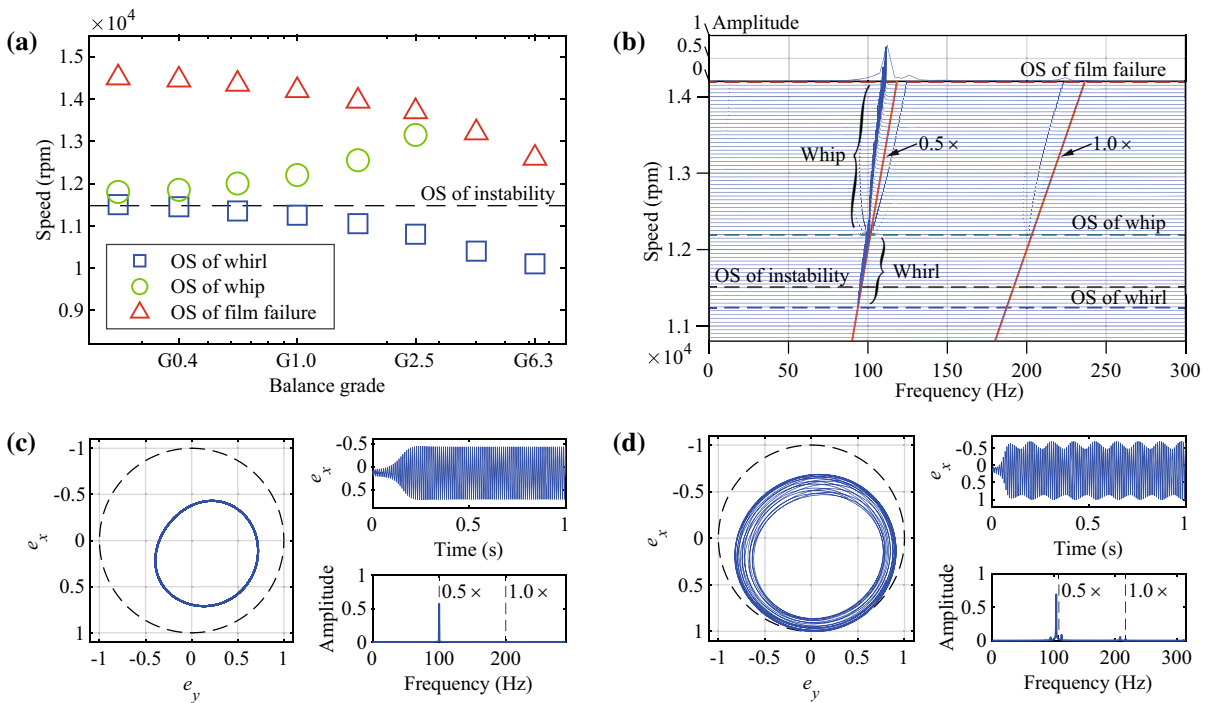 (a)
×10⁴
1.5
1.4
1.3
1.2
1.1
1
0.9
Speed (rpm)
OS of instability
OS of whirl
OS of whip
OS of film failure
G0.4
G1.0
G2.5
G6.3
Balance grade
(b)
1
0.5
0
Amplitude
OS of film failure
1.4
1.3
1.2
1.1
×10⁴
Speed (rpm)
Whip
0.5×
1.0×
OS of whip
Whirl
OS of instability
OS of whirl
0
50
100
150
200
250
300
Frequency (Hz)
(c)
-1
-0.5
0
0.5
1
eₓ
-1
-0.5
0
0.5
1
e_y
-0.5
0
0.5
eₓ
0
0.5
1
Time (s)
1
0.5
0
Amplitude
0.5×
1.0×
0
100
200
Frequency (Hz)
(d)
-1
-0.5
0
0.5
1
eₓ
-1
-0.5
0
0.5
1
e_y
-0.5
0
0.5
1
eₓ
0
0.5
1
Time (s)
1
0.5
0
Amplitude
0.5×
1.0×
0
100
200
300
Frequency (Hz)